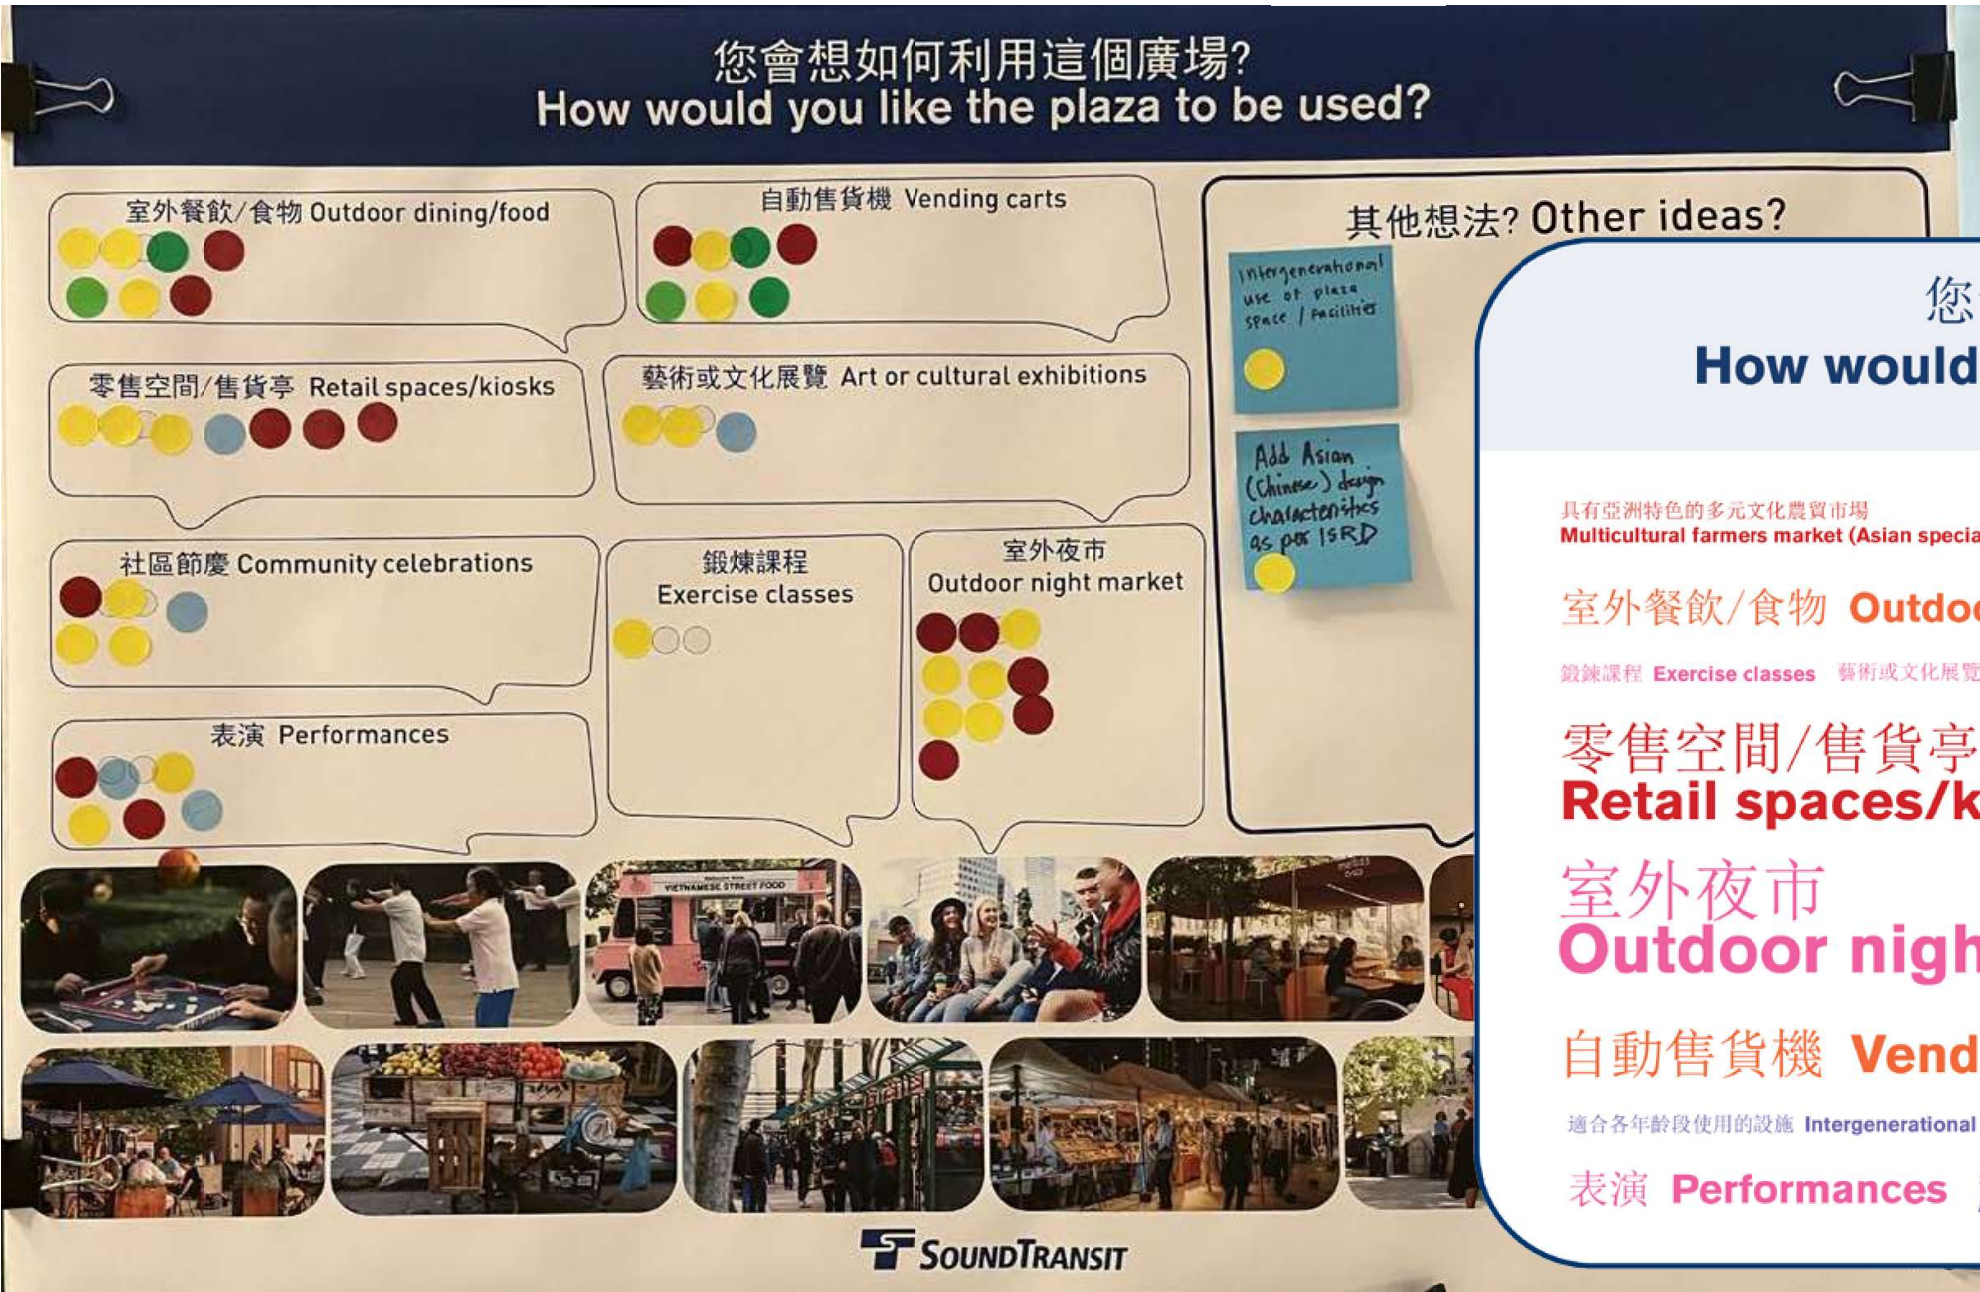 您會想如何利用這個廣場?
How would you like the plaza to be used?
室外餐飲/食物 Outdoor dining/food
自動售貨機 Vending carts
零售空間/售貨亭 Retail spaces/kiosks
藝術或文化展覽 Art or cultural exhibitions
社區節慶 Community celebrations
鍛煉課程
Exercise classes
室外夜市
Outdoor night market
表演 Performances
其他想法? Other ideas?
Intergenerational
use of plaza
space / Facilities
Add Asian
(Chinese) design
characteristics
as per ISRD
VIETNAMESE STREET FOOD
SOUNDTRANSIT
您
How would
具有亞洲特色的多元文化農貿市場
Multicultural farmers market (Asian specia
室外餐飲/食物 Outdoo
鍛鍊課程 Exercise classes 藝術或文化展覽
零售空間/售貨亭
Retail spaces/k
室外夜市
Outdoor nigh
自動售貨機 Vend
適合各年齡段使用的設施 Intergenerational
表演 Performances